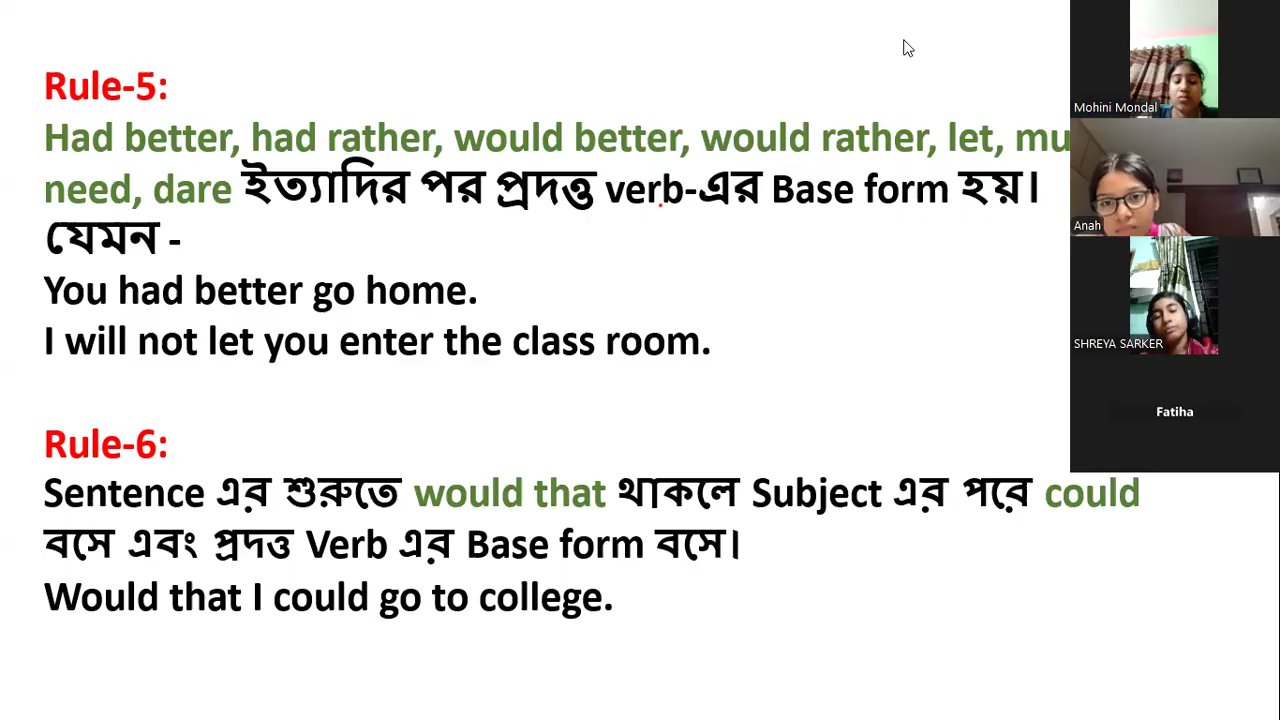 Rule-5:
Had better, had rather, would better, would rather, let, mu
need, dare ইত্যাদির পর প্রদত্ত verb-এর Base form হয়।
যেমন -
You had better go home.
I will not let you enter the class room.
Rule-6:
Sentence এর শুরুতে would that থাকলে Subject এর পরে could
বসে এবং প্রদত্ত Verb এর Base form বসে।
Would that I could go to college.
Mohini Mondal
Anah
SHREYA SARKER
Fatiha